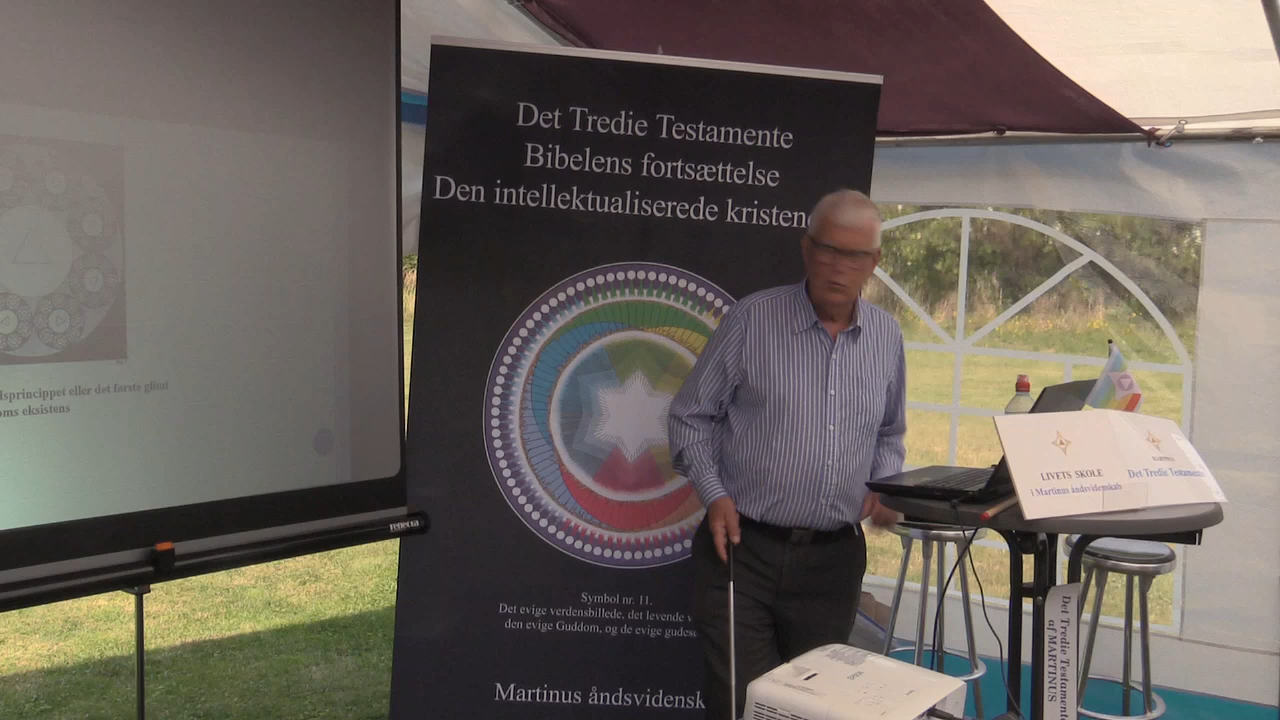 Det Tredie Testamente
Bibelens fortsættelse
Den intellektualiserede kristen
Symbol nr. 11.
Det evige verdensbillede, det levende
den evige Guddom, og de evige gudes
Martinus åndsvidensk
sprincippet eller det første glimt
oms eksistens
reflecta
LIVETS SKOLE
i Martinus åndsvidenskab
Det Tredie Testamente
Det Tredie Testamente
af MARTINUS